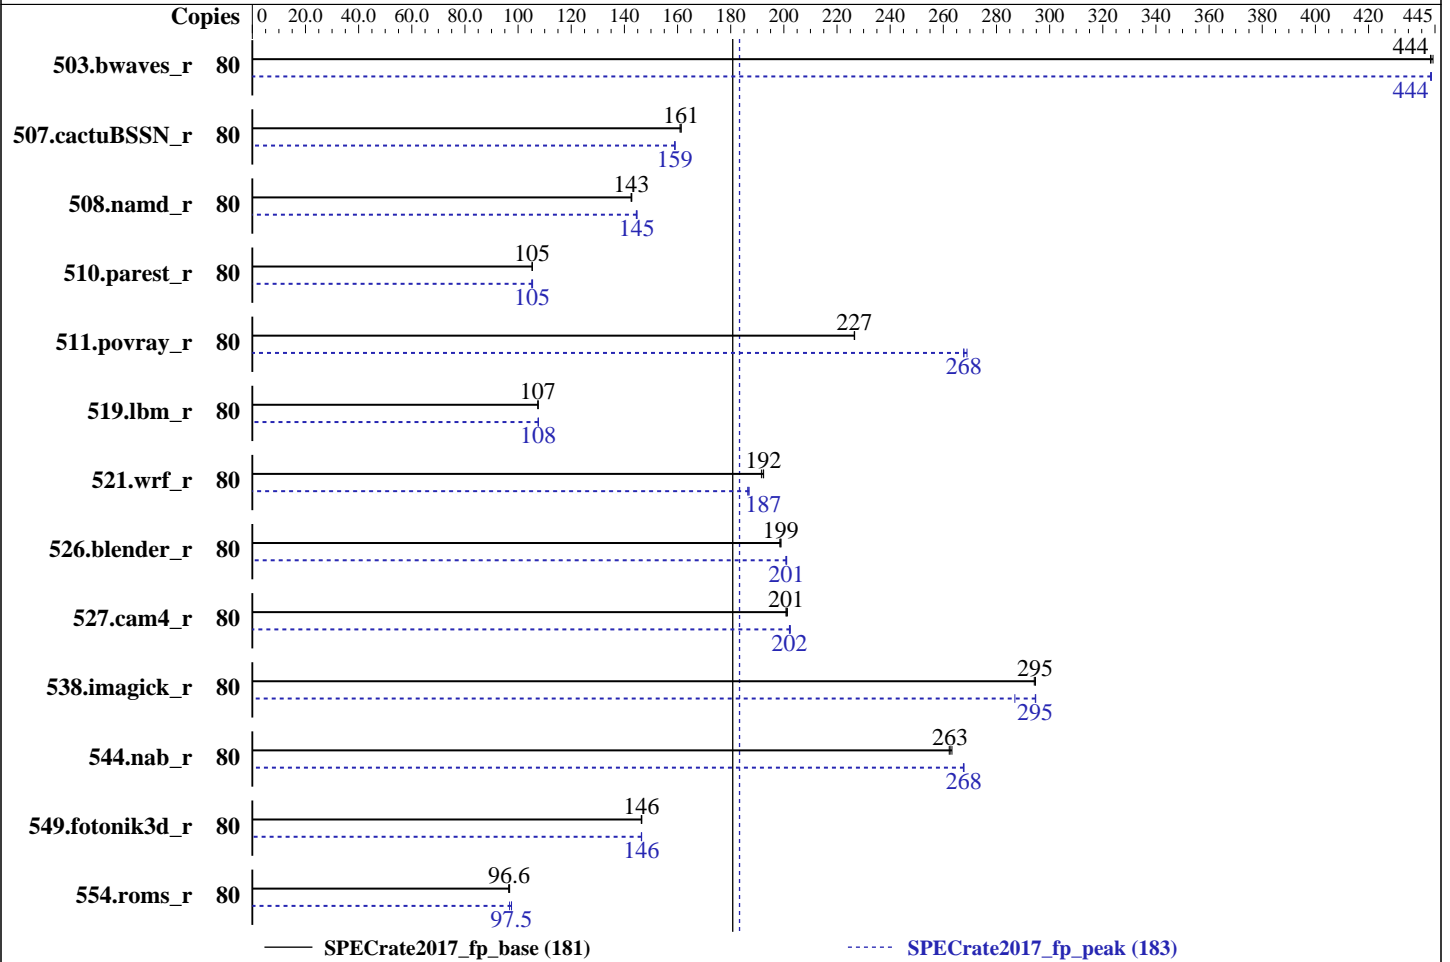 Copies 0 20.0 40.0 60.0 80.0 100 120 140 160 180 200 220 240 260 280 300 320 340 360 380 400 420 445
444
503.bwaves_r 80
444
161
507.cactuBSSN_r 80
159
143
508.namd_r 80
145
105
510.parest_r 80
105
227
511.povray_r 80
268
107
519.lbm_r 80
108
192
521.wrf_r 80
187
199
526.blender_r 80
201
201
527.cam4_r 80
202
295
538.imagick_r 80
295
263
544.nab_r 80
268
146
549.fotonik3d_r 80
146
96.6
554.roms_r 80
97.5
SPECrate2017_fp_base (181) SPECrate2017_fp_peak (183)